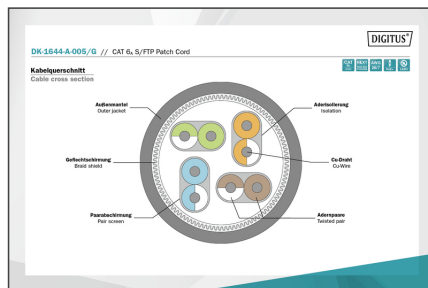 DIGITUS®
DK-1644-A-005/G // CAT 6A S/FTP Patch Cord
Kabelquerschnitt
Cable cross section
Außenmantel
Outer jacket
Aderisolierung
Isolation
Geflechtschirmung
Braid shield
Cu-Draht
Cu-Wire
Paarabschirmung
Pair screen
Adernpaare
Twisted pair